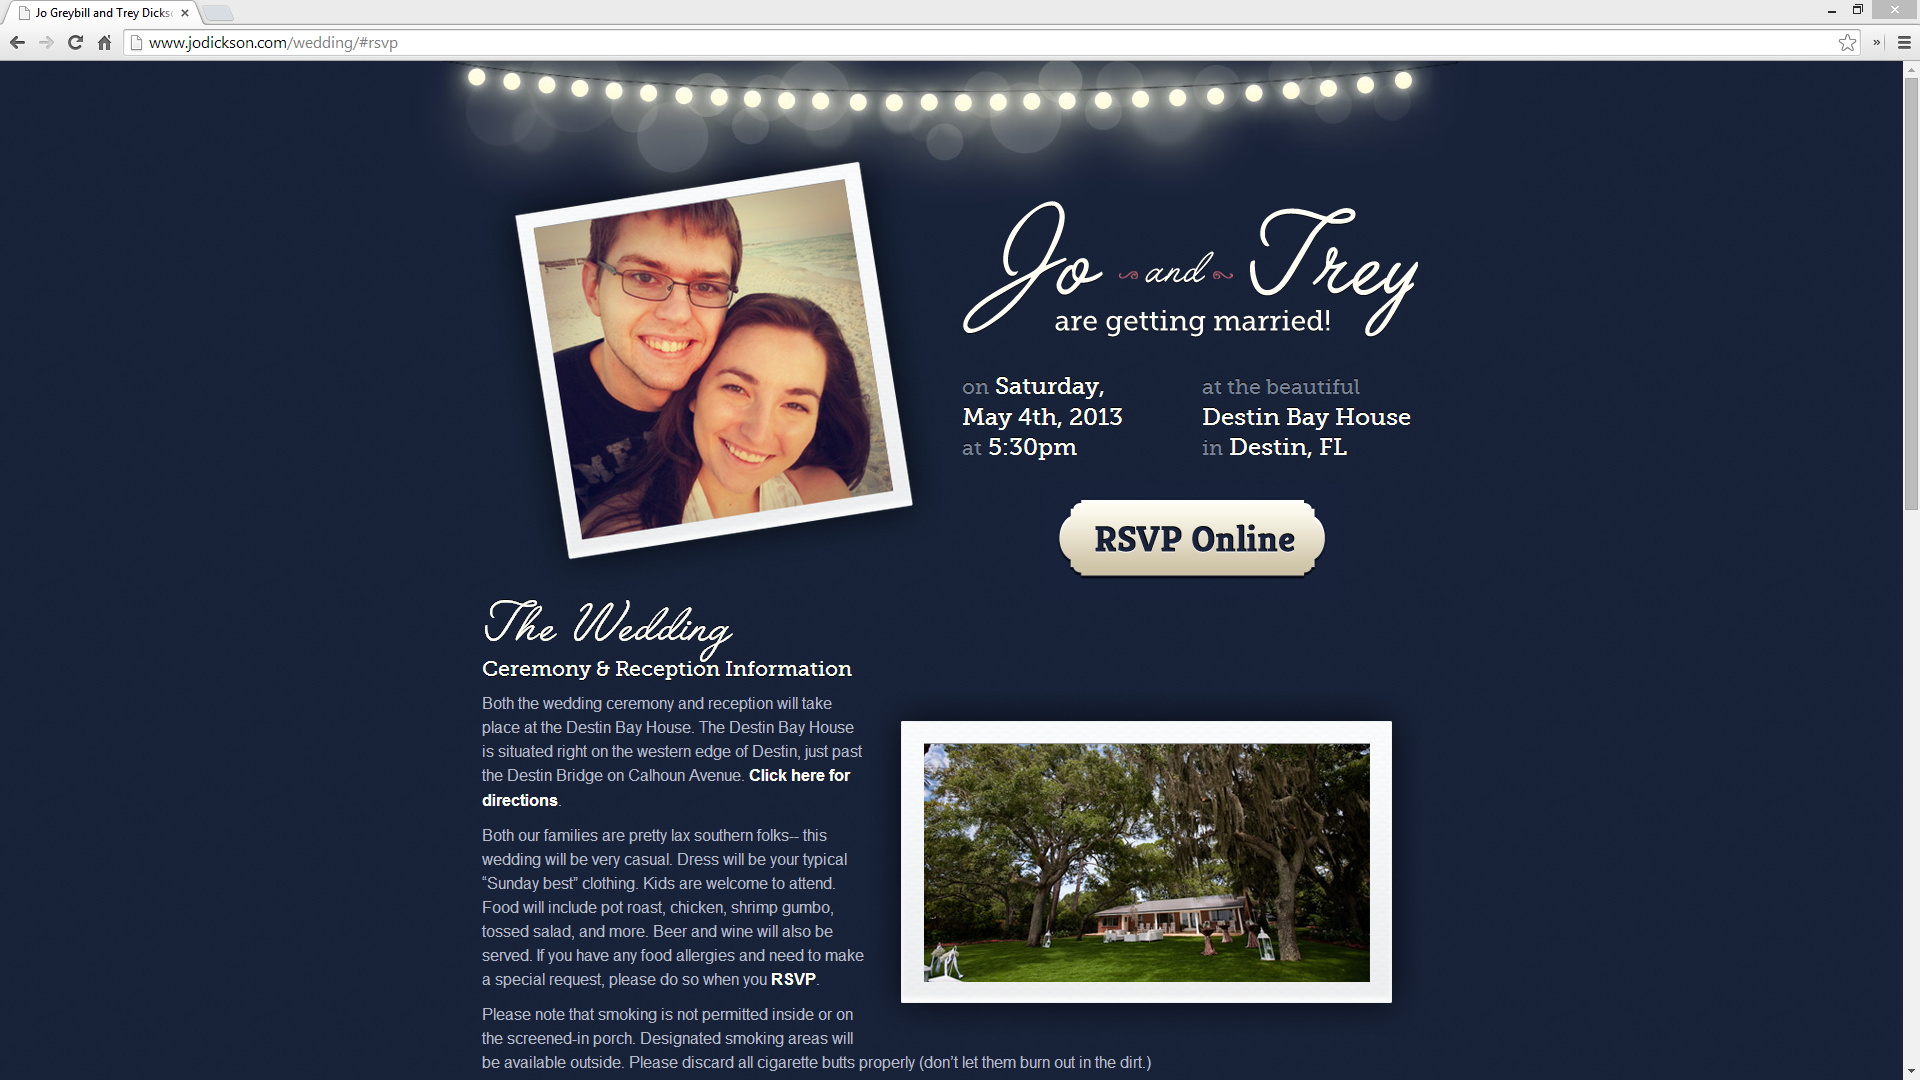 Jo Greybill and Trey Dicks
www.jodickson.com/wedding/#rsvp
Jo and Trey
are getting married!
on Saturday,
May 4th, 2013
at 5:30pm
at the beautiful
Destin Bay House
in Destin, FL
RSVP Online
The Wedding
Ceremony & Reception Information
Both the wedding ceremony and reception will take
place at the Destin Bay House. The Destin Bay House
is situated right on the western edge of Destin, just past
the Destin Bridge on Calhoun Avenue. Click here for
directions.
Both our families are pretty lax southern folks-- this
wedding will be very casual. Dress will be your typical
“Sunday best” clothing. Kids are welcome to attend.
Food will include pot roast, chicken, shrimp gumbo,
tossed salad, and more. Beer and wine will also be
served. If you have any food allergies and need to make
a special request, please do so when you RSVP.
Please note that smoking is not permitted inside or on
the screened-in porch. Designated smoking areas will
be available outside. Please discard all cigarette butts properly (don’t let them burn out in the dirt.)